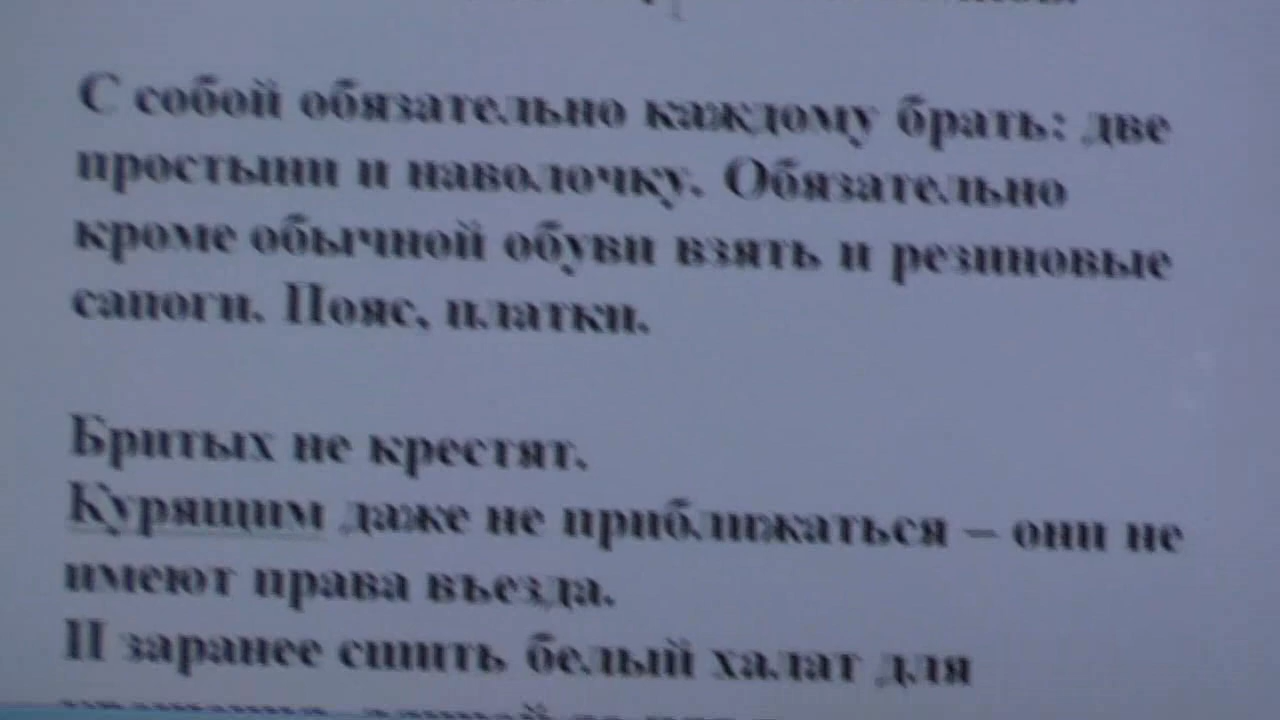 С собой обязательно каждому брать: две
простыни и наволочку. Обязательно
кроме обычной обуви взять и резиновые
сапоги. Пояс, платки.
Бритых не крестят.
Курящим даже не приближаться – они не
имеют права въезда.
И заранее сшить белый халат для